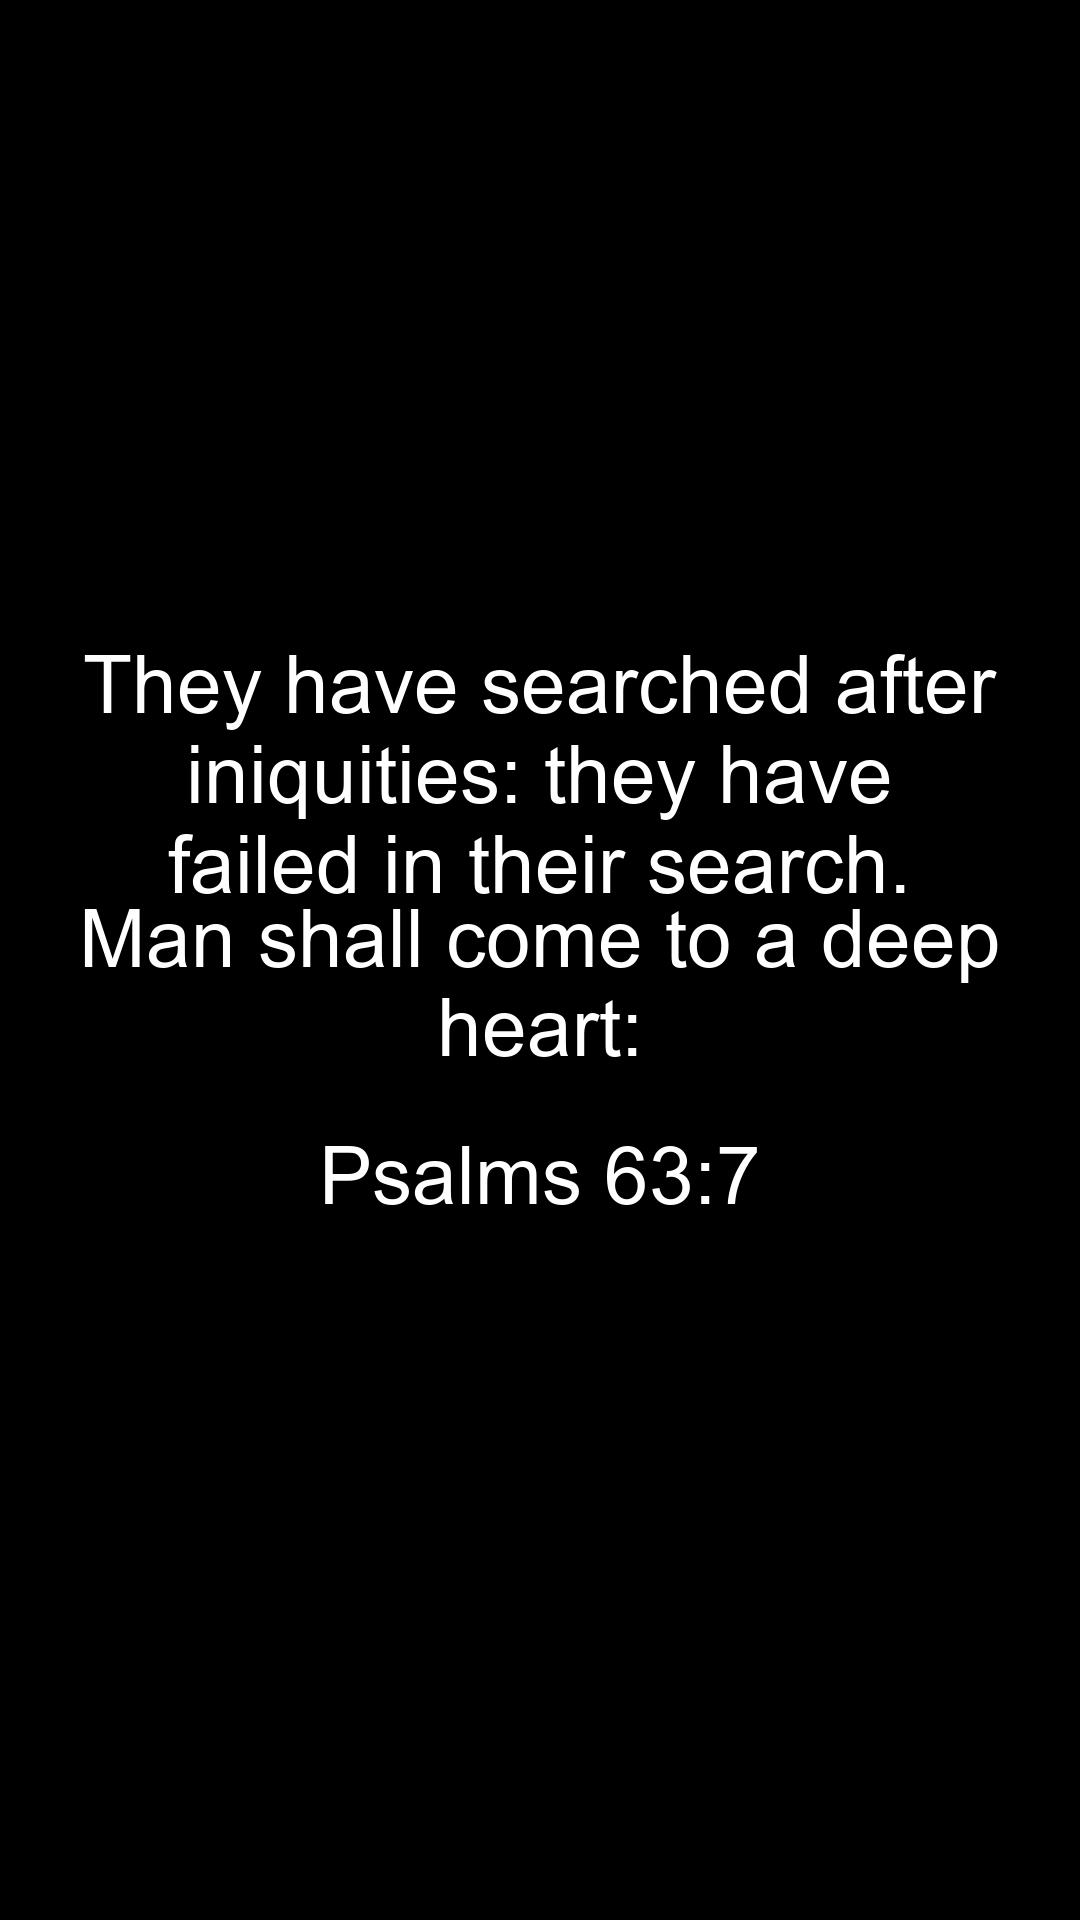 They have searched after
iniquities: they have
failed in their search.
Man shall come to a deep
heart:
Psalms 63:7